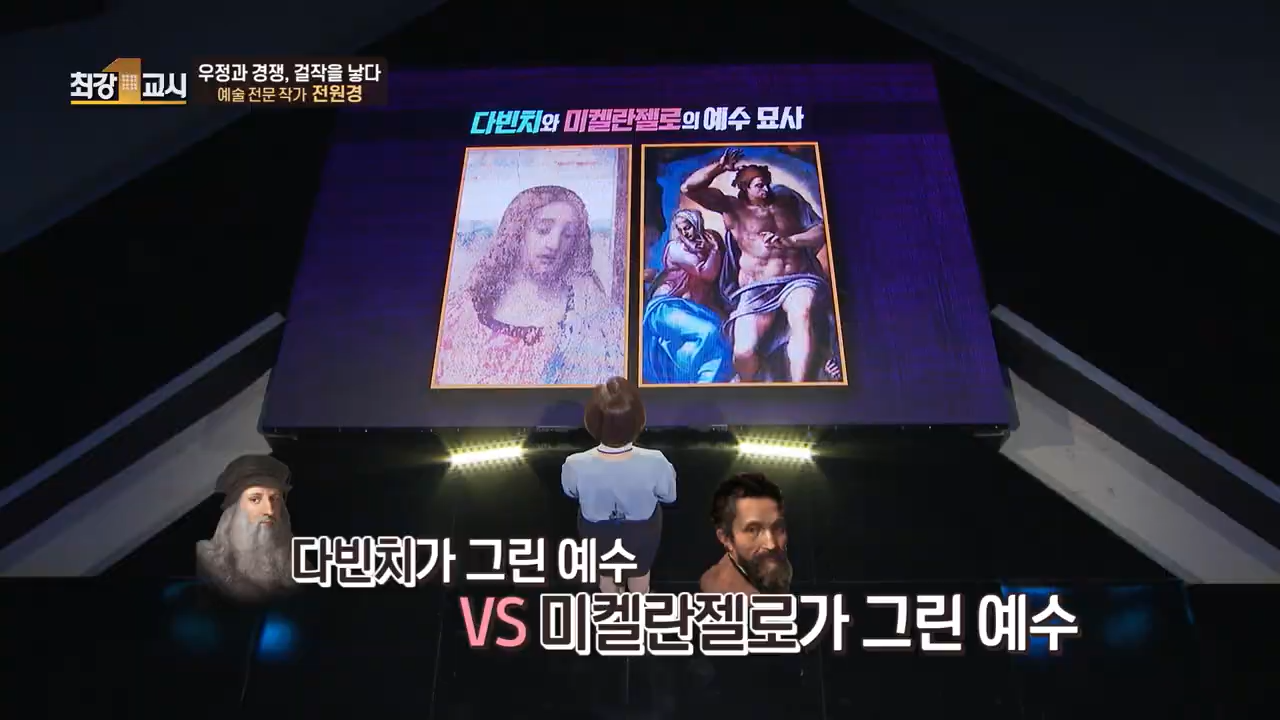 최강1교시
우정과 경쟁, 걸작을 낳다
예술 전문 작가 전원경
다빈치와 미켈란젤로의 예수 묘사
다빈치가 그린 예수
VS 미켈란젤로가 그린 예수